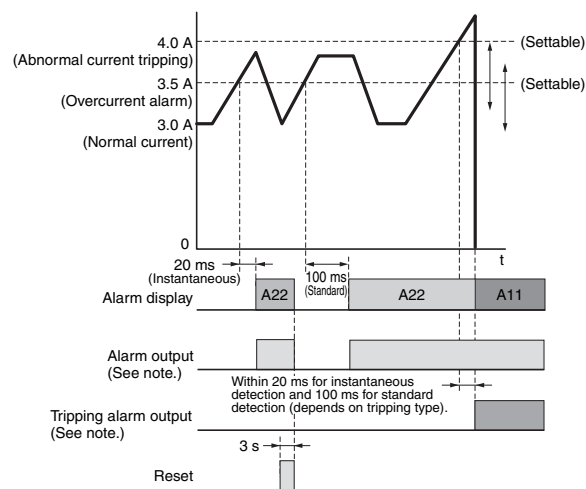 4.0 A
(Abnormal current tripping)
3.5 A
(Overcurrent alarm)
3.0 A
(Normal current)
(Settable)
(Settable)
0
t
20 ms
(Instantaneous)
100 ms
(Standard)
Alarm display
A22
A22
A11
Alarm output
(See note.)
Within 20 ms for instantaneous
detection and 100 ms for standard
detection (depends on tripping type).
Tripping alarm output
(See note.)
3 s
Reset